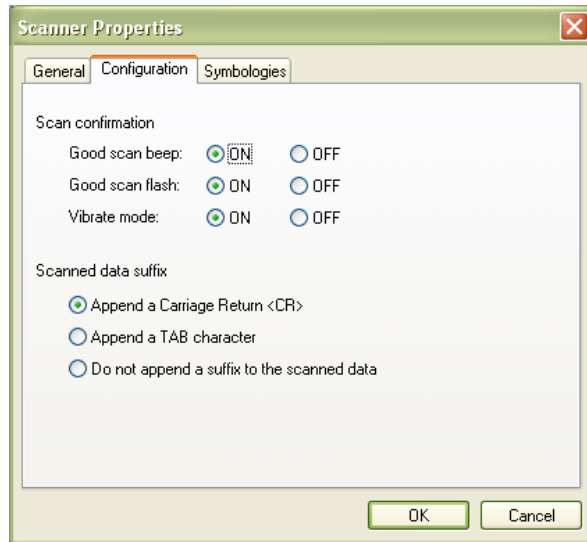 Scanner Properties
General Configuration Symbologies
Scan confirmation
Good scan beep: ON OFF
Good scan flash: ON OFF
Vibrate mode: ON OFF
Scanned data suffix
Append a Carriage Return <CR>
Append a TAB character
Do not append a suffix to the scanned data
OK Cancel